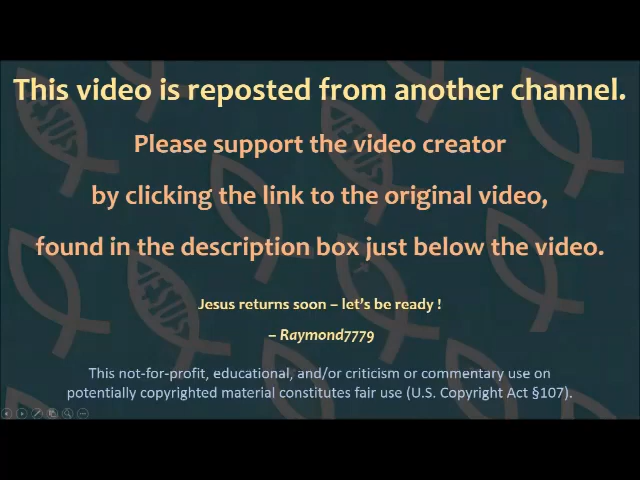 This video is reposted from another channel.
Please support the video creator
by clicking the link to the original video,
found in the description box just below the video.
Jesus returns soon – let's be ready !
– Raymond7779
This not-for-profit, educational, and/or criticism or commentary use on
potentially copyrighted material constitutes fair use (U.S. Copyright Act §107).
JESUS
JESUS
JESUS